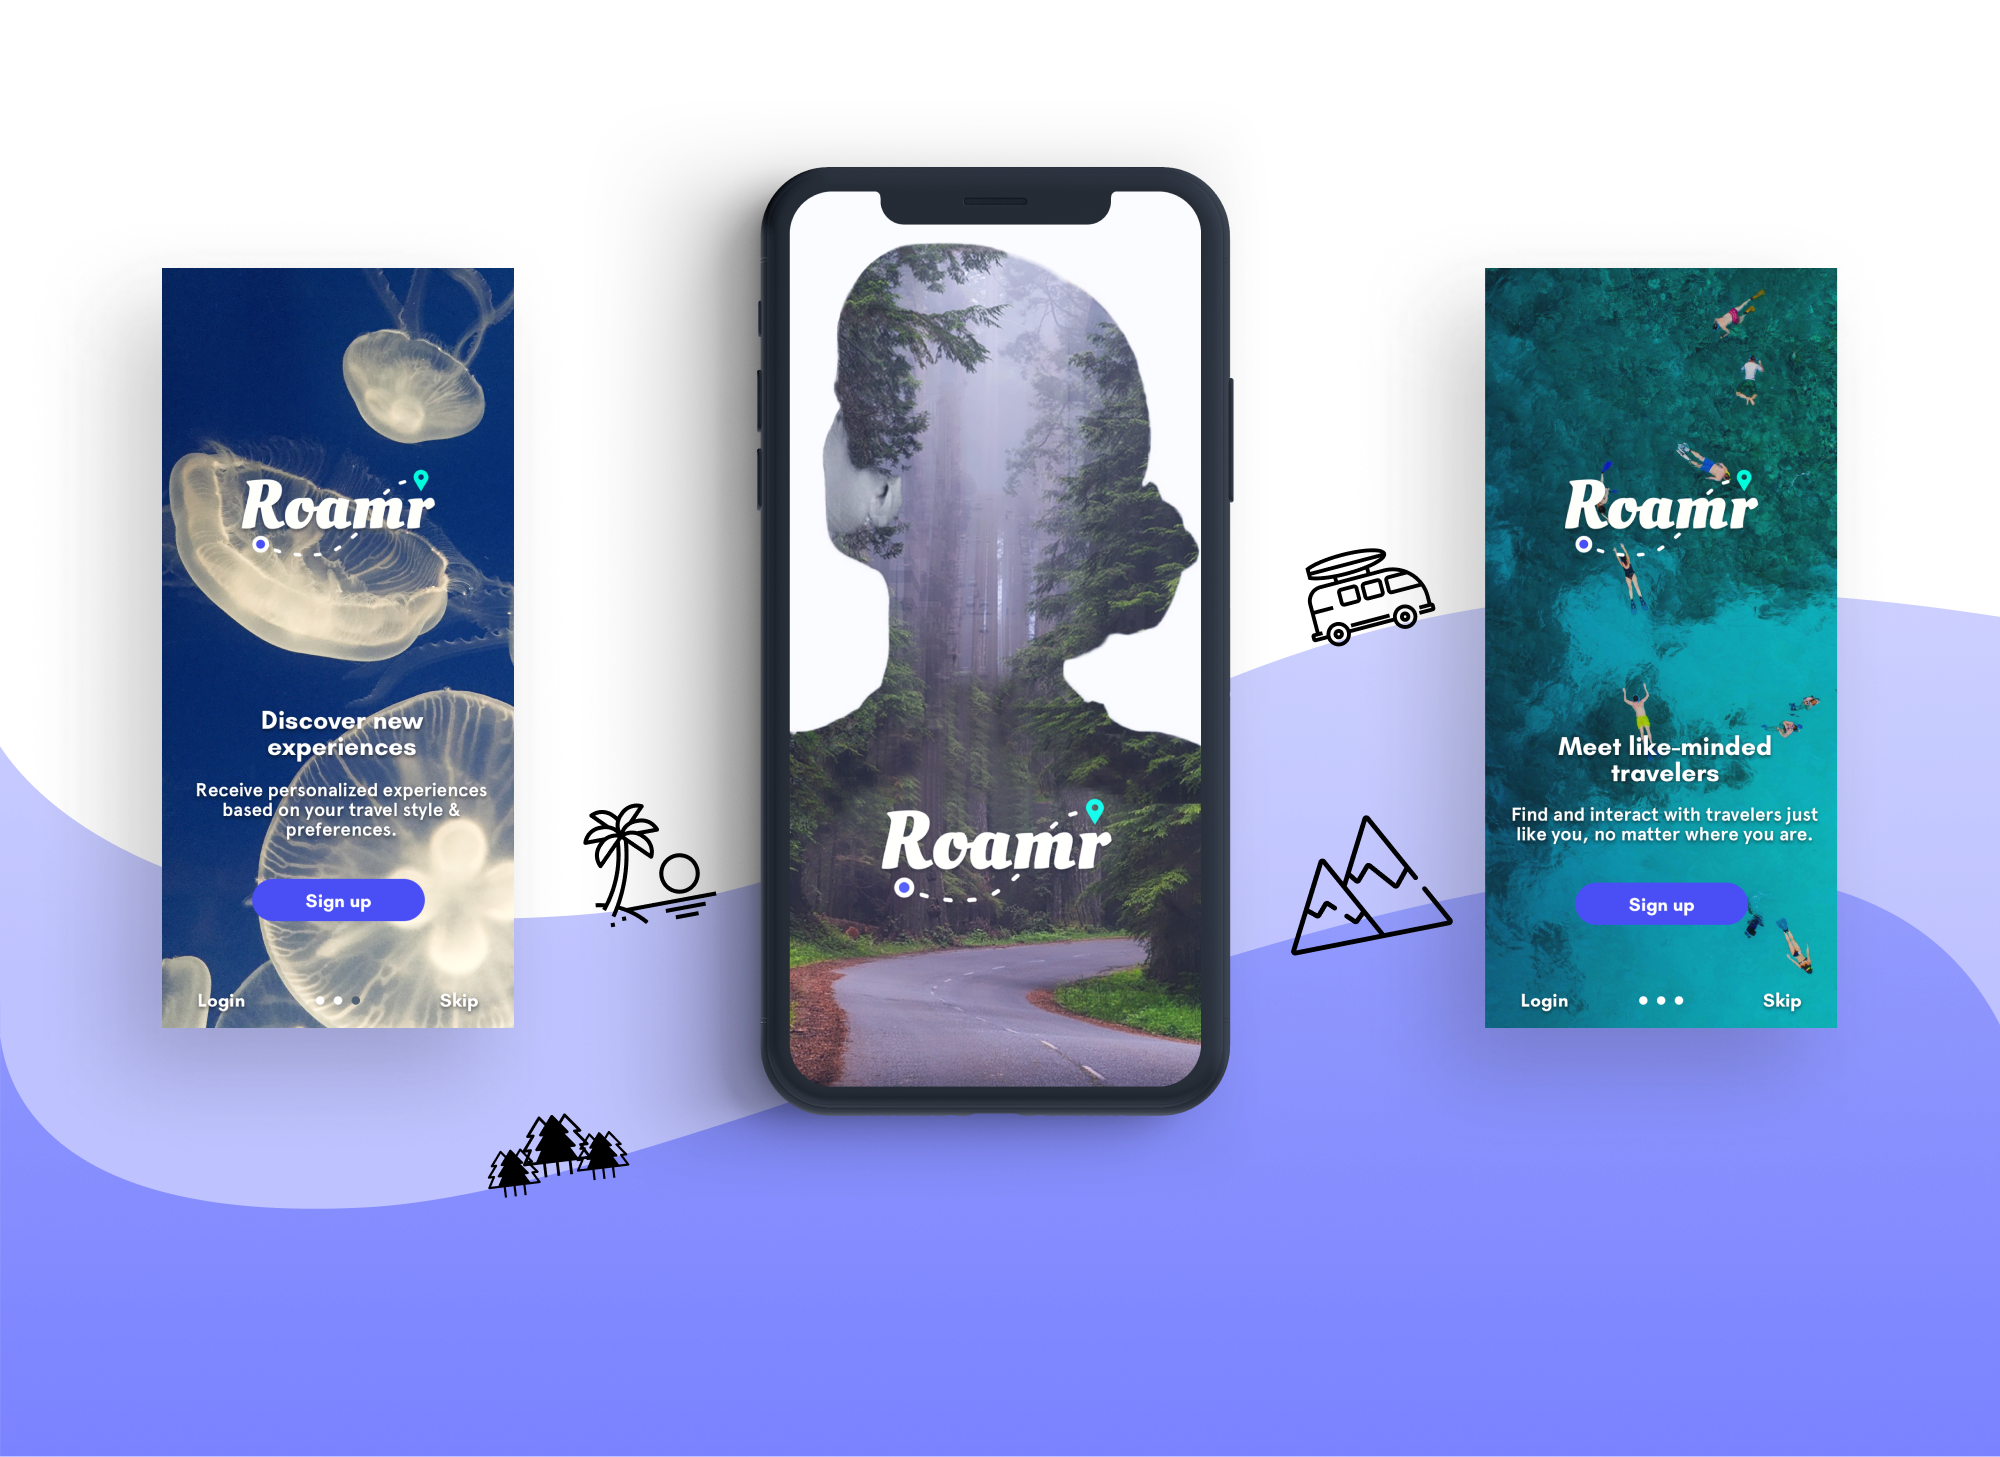 Roamr
Discover new
experiences
Receive personalized experiences
based on your travel style &
preferences.
Sign up
Login
Skip
Roamr
Roamr
Meet like-minded
travelers
Find and interact with travelers just
like you, no matter where you are.
Sign up
Login
Skip